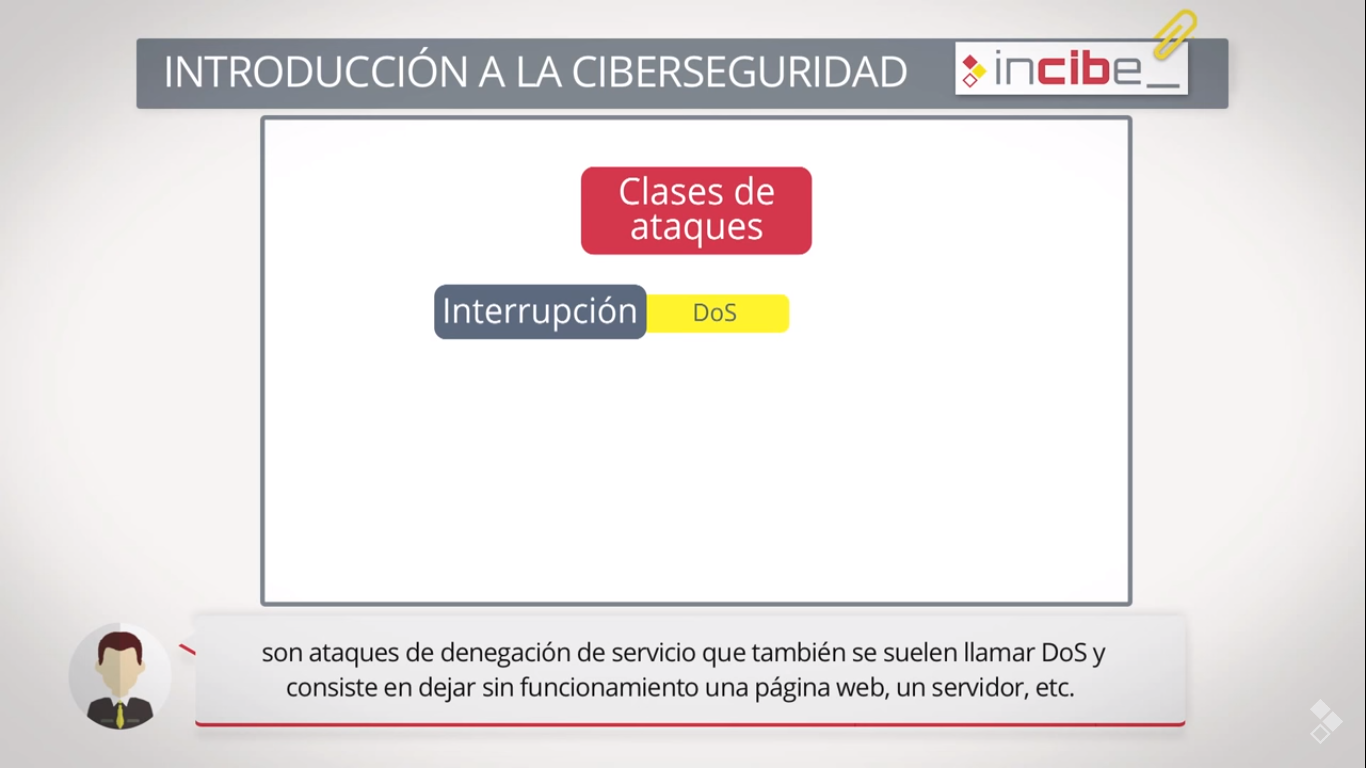 INTRODUCCIÓN A LA CIBERSEGURIDAD
incibe_
Clases de
ataques
Interrupción
DoS
son ataques de denegación de servicio que también se suelen llamar DoS y
consiste en dejar sin funcionamiento una página web, un servidor, etc.